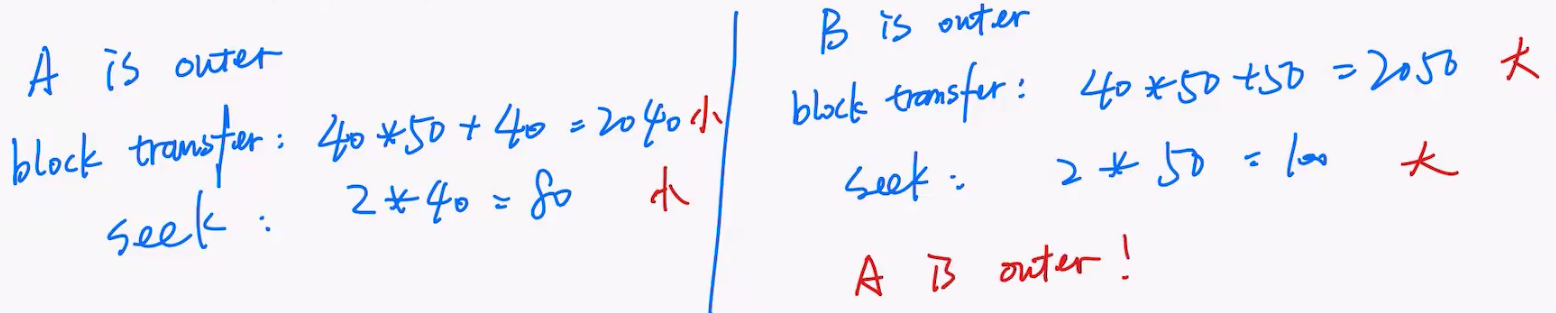 A is outer
block transfer: 40*50+40=2040 小
seek: 2*40=80 小
B is outer
block transfer: 40*50+50=2050 大
seek: 2*50=100 大
A is outer!